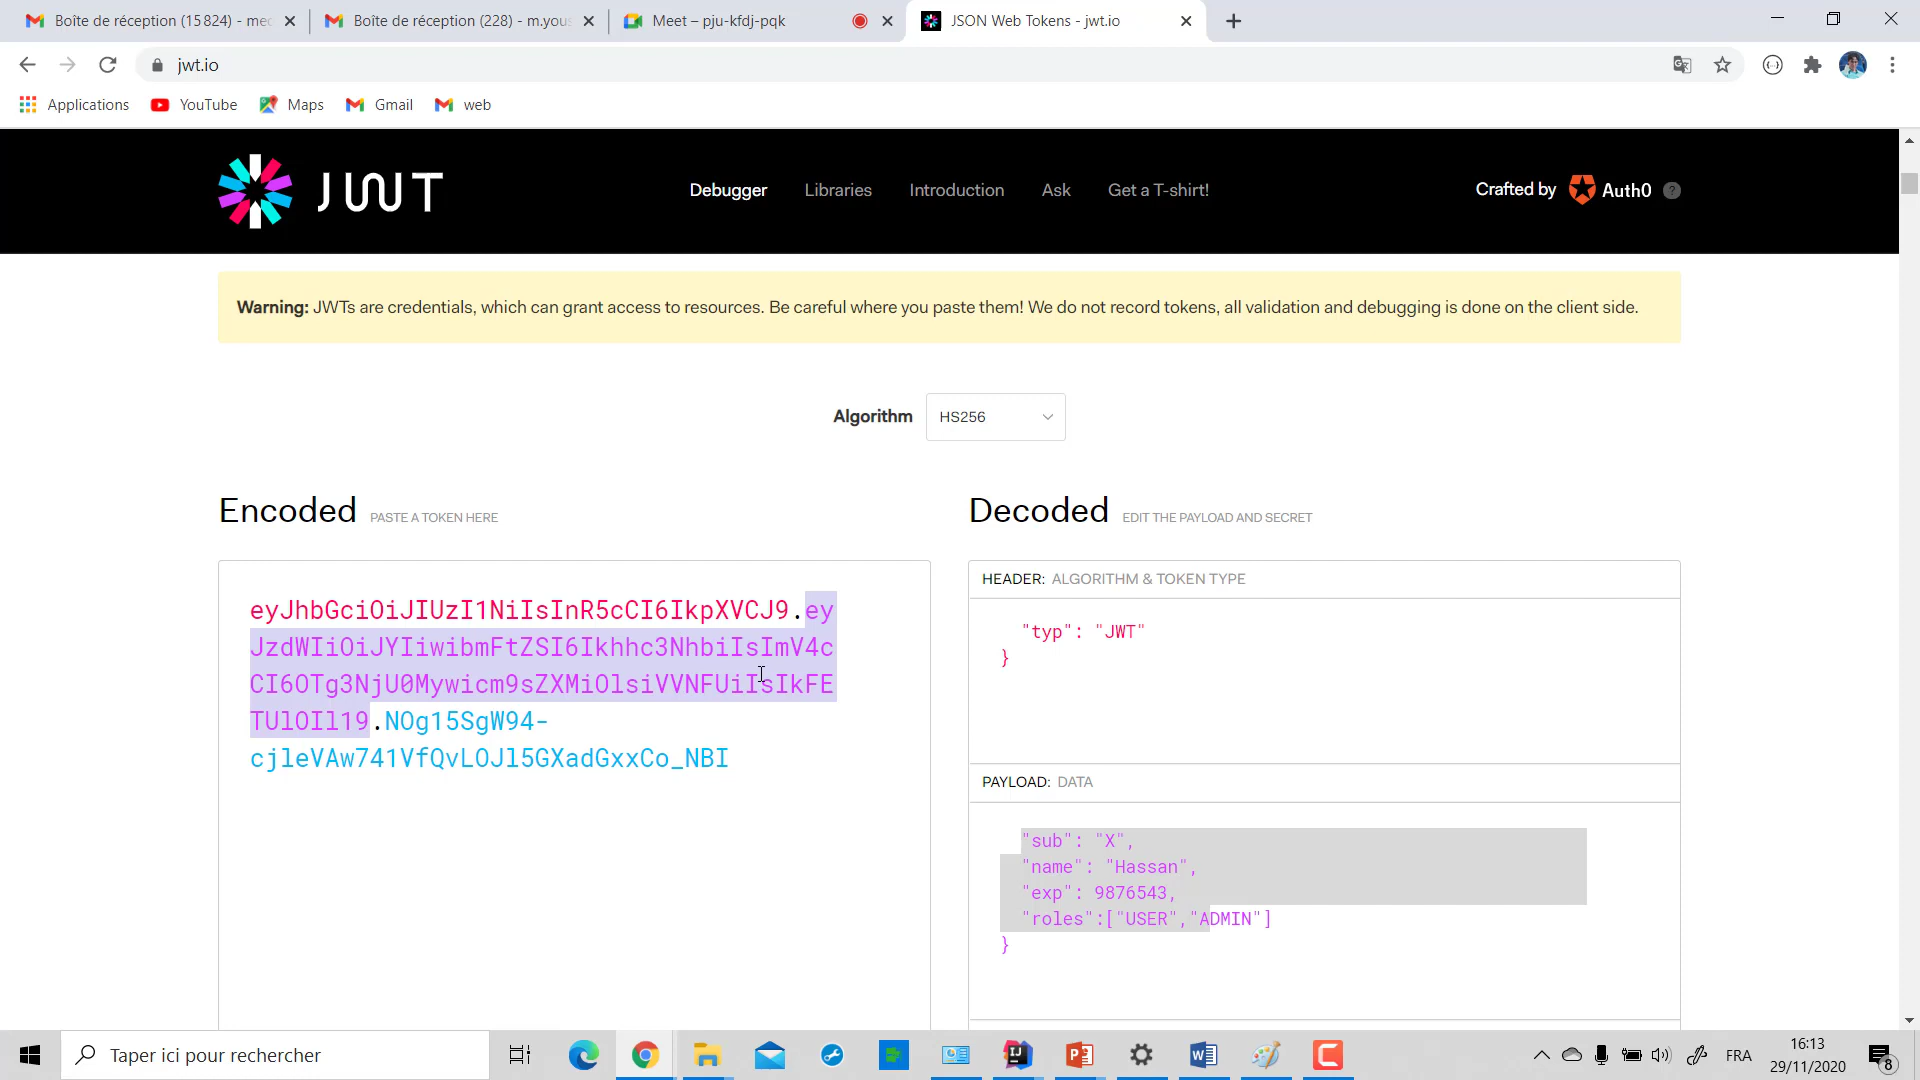 Boîte de réception (15 824) - mec
Boîte de réception (228) - m.yous
Meet – pju-kfdj-pqk
JSON Web Tokens - jwt.io
jwt.io
Applications
YouTube
Maps
Gmail
web
JWT
Debugger
Libraries
Introduction
Ask
Get a T-shirt!
Crafted by
Auth0
?
Warning: JWTs are credentials, which can grant access to resources. Be careful where you paste them! We do not record tokens, all validation and debugging is done on the client side.
Algorithm
HS256
Encoded PASTE A TOKEN HERE
eyJhbGciOiJIUzI1NiIsInR5cCI6IkpXVCJ9.ey
JzdWIiOiJYIiwibmFtZSI6Ikhhc3NhbiIsImV4c
CI6OTg3NjU0Mywicm9sZXMiOlsiVVNFUiIsIkFE
TUlOIl19.NOg15SgW94-
cjleVAw741VfQvLOJl5GXadGxxCo_NBI
Decoded EDIT THE PAYLOAD AND SECRET
HEADER: ALGORITHM & TOKEN TYPE
"typ": "JWT"
}
PAYLOAD: DATA
"sub": "X",
"name": "Hassan",
"exp": 9876543,
"roles":["USER","ADMIN"]
}
Taper ici pour rechercher
FRA
16:13
29/11/2020
8